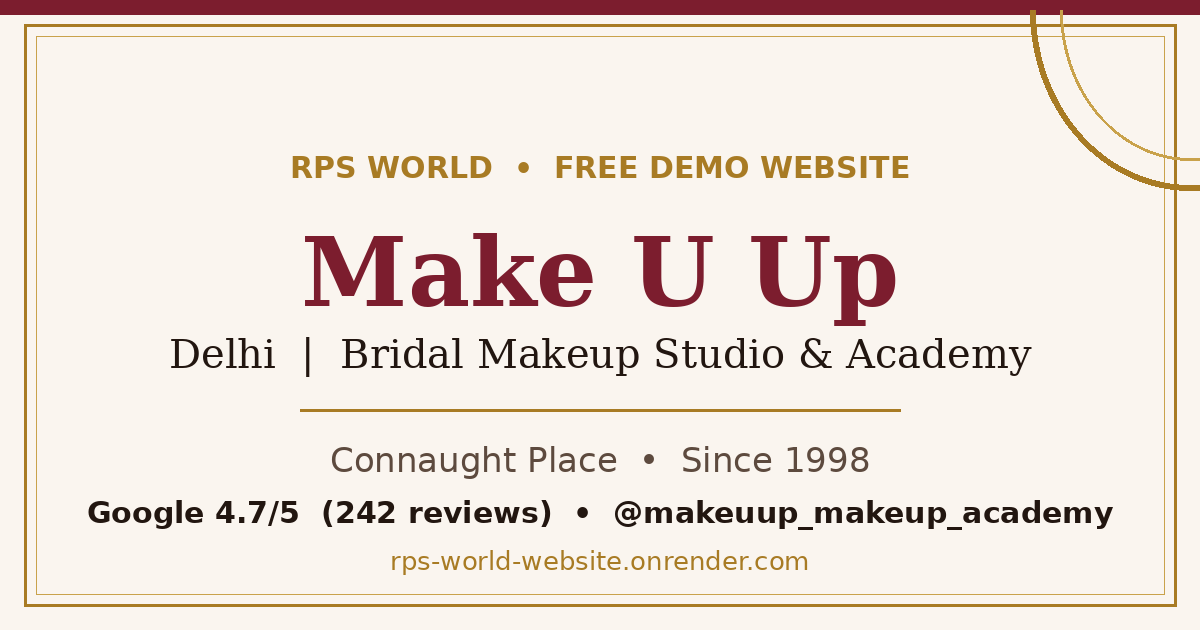 RPS WORLD • FREE DEMO WEBSITE
Make U Up
Delhi | Bridal Makeup Studio & Academy
Connaught Place • Since 1998
Google 4.7/5 (242 reviews) • @makeuup_makeup_academy
rps-world-website.onrender.com